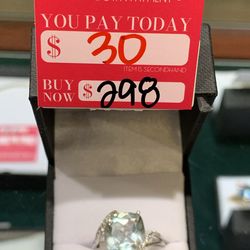 YOU PAY TODAY
$ 30
ITEM IS SECONDHAND
BUY
NOW $ 298